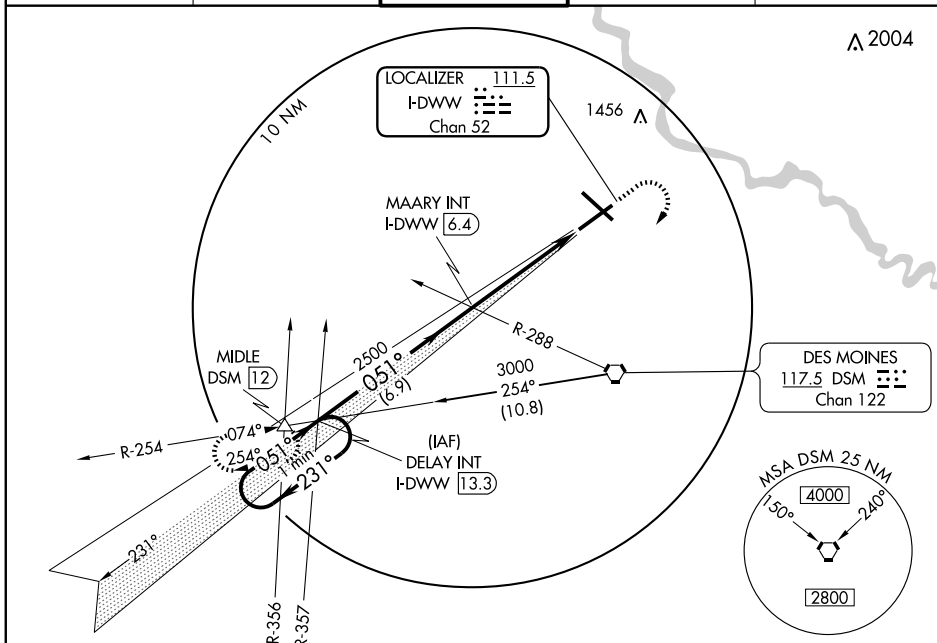 2004
LOCALIZER 111.5
I-DWW
Chan 52
1456
10 NM
MAARY INT
I-DWW 6.4
R-288
MIDLE
DSM 12
2500
051°
(6.9)
3000
254°
(10.8)
DES MOINES
117.5 DSM
Chan 122
R-254
074°
254°
051°
1 min
231°
(IAF)
DELAY INT
I-DWW 13.3
231°
R-356
R-357
MSA DSM 25 NM
4000
150°
240°
2800